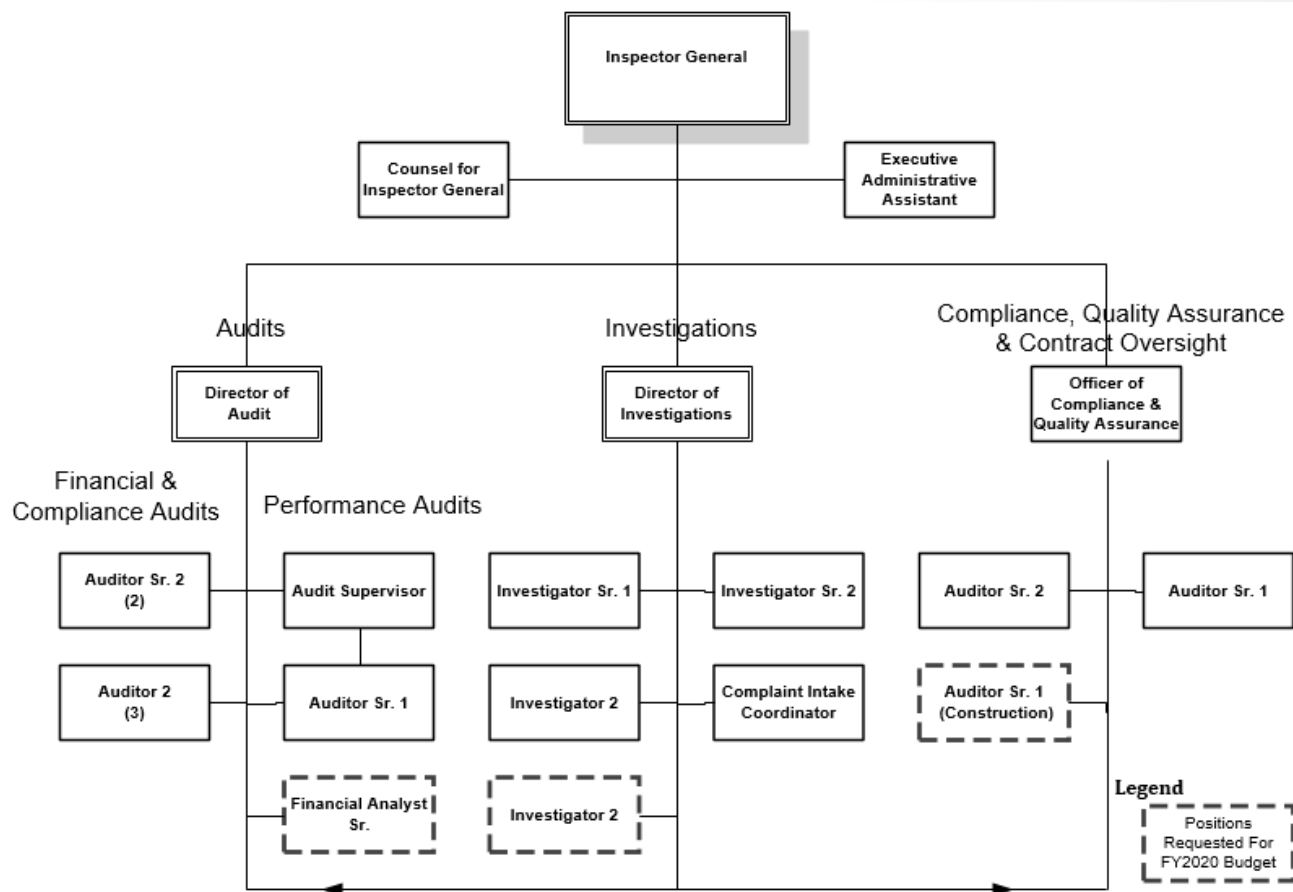 Inspector General
Counsel for
Inspector General
Executive
Administrative
Assistant
Audits
Investigations
Compliance, Quality Assurance
& Contract Oversight
Director of
Audit
Director of
Investigations
Officer of
Compliance &
Quality Assurance
Financial &
Compliance Audits
Performance Audits
Auditor Sr. 2
(2)
Audit Supervisor
Investigator Sr. 1
Investigator Sr. 2
Auditor Sr. 2
Auditor Sr. 1
Auditor 2
(3)
Auditor Sr. 1
Investigator 2
Complaint Intake
Coordinator
Auditor Sr. 1
(Construction)
Financial Analyst
Sr.
Investigator 2
Legend
Positions
Requested For
FY2020 Budget